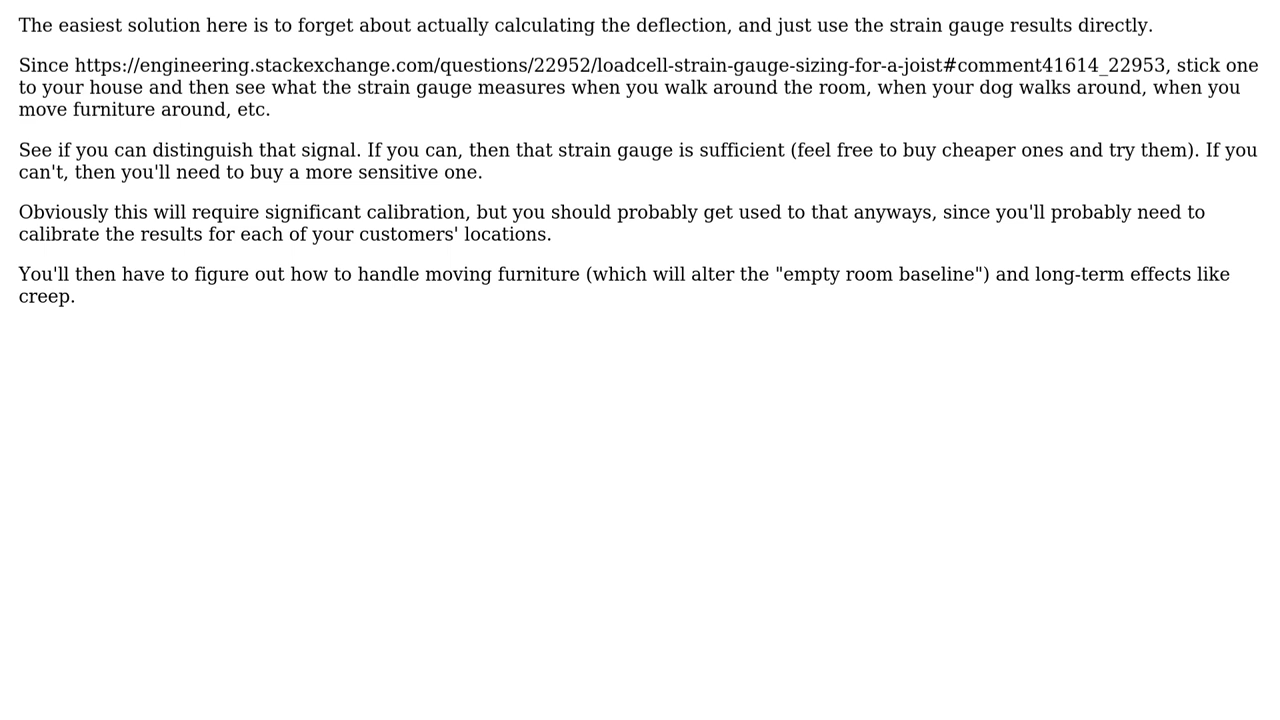 The easiest solution here is to forget about actually calculating the deflection, and just use the strain gauge results directly.
Since https://engineering.stackexchange.com/questions/22952/loadcell-strain-gauge-sizing-for-a-joist#comment41614_22953, stick one
to your house and then see what the strain gauge measures when you walk around the room, when your dog walks around, when you
move furniture around, etc.
See if you can distinguish that signal. If you can, then that strain gauge is sufficient (feel free to buy cheaper ones and try them). If you
can't, then you'll need to buy a more sensitive one.
Obviously this will require significant calibration, but you should probably get used to that anyways, since you'll probably need to
calibrate the results for each of your customers' locations.
You'll then have to figure out how to handle moving furniture (which will alter the "empty room baseline") and long-term effects like
creep.